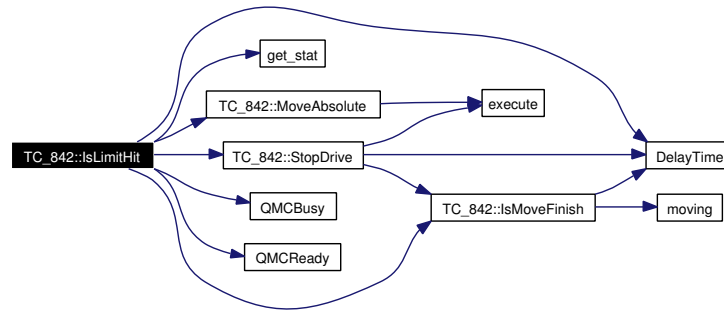 get_stat
TC_842::MoveAbsolute
execute
TC_842::IsLimitHit
TC_842::StopDrive
DelayTime
QMCBusy
TC_842::IsMoveFinish
moving
QMCReady